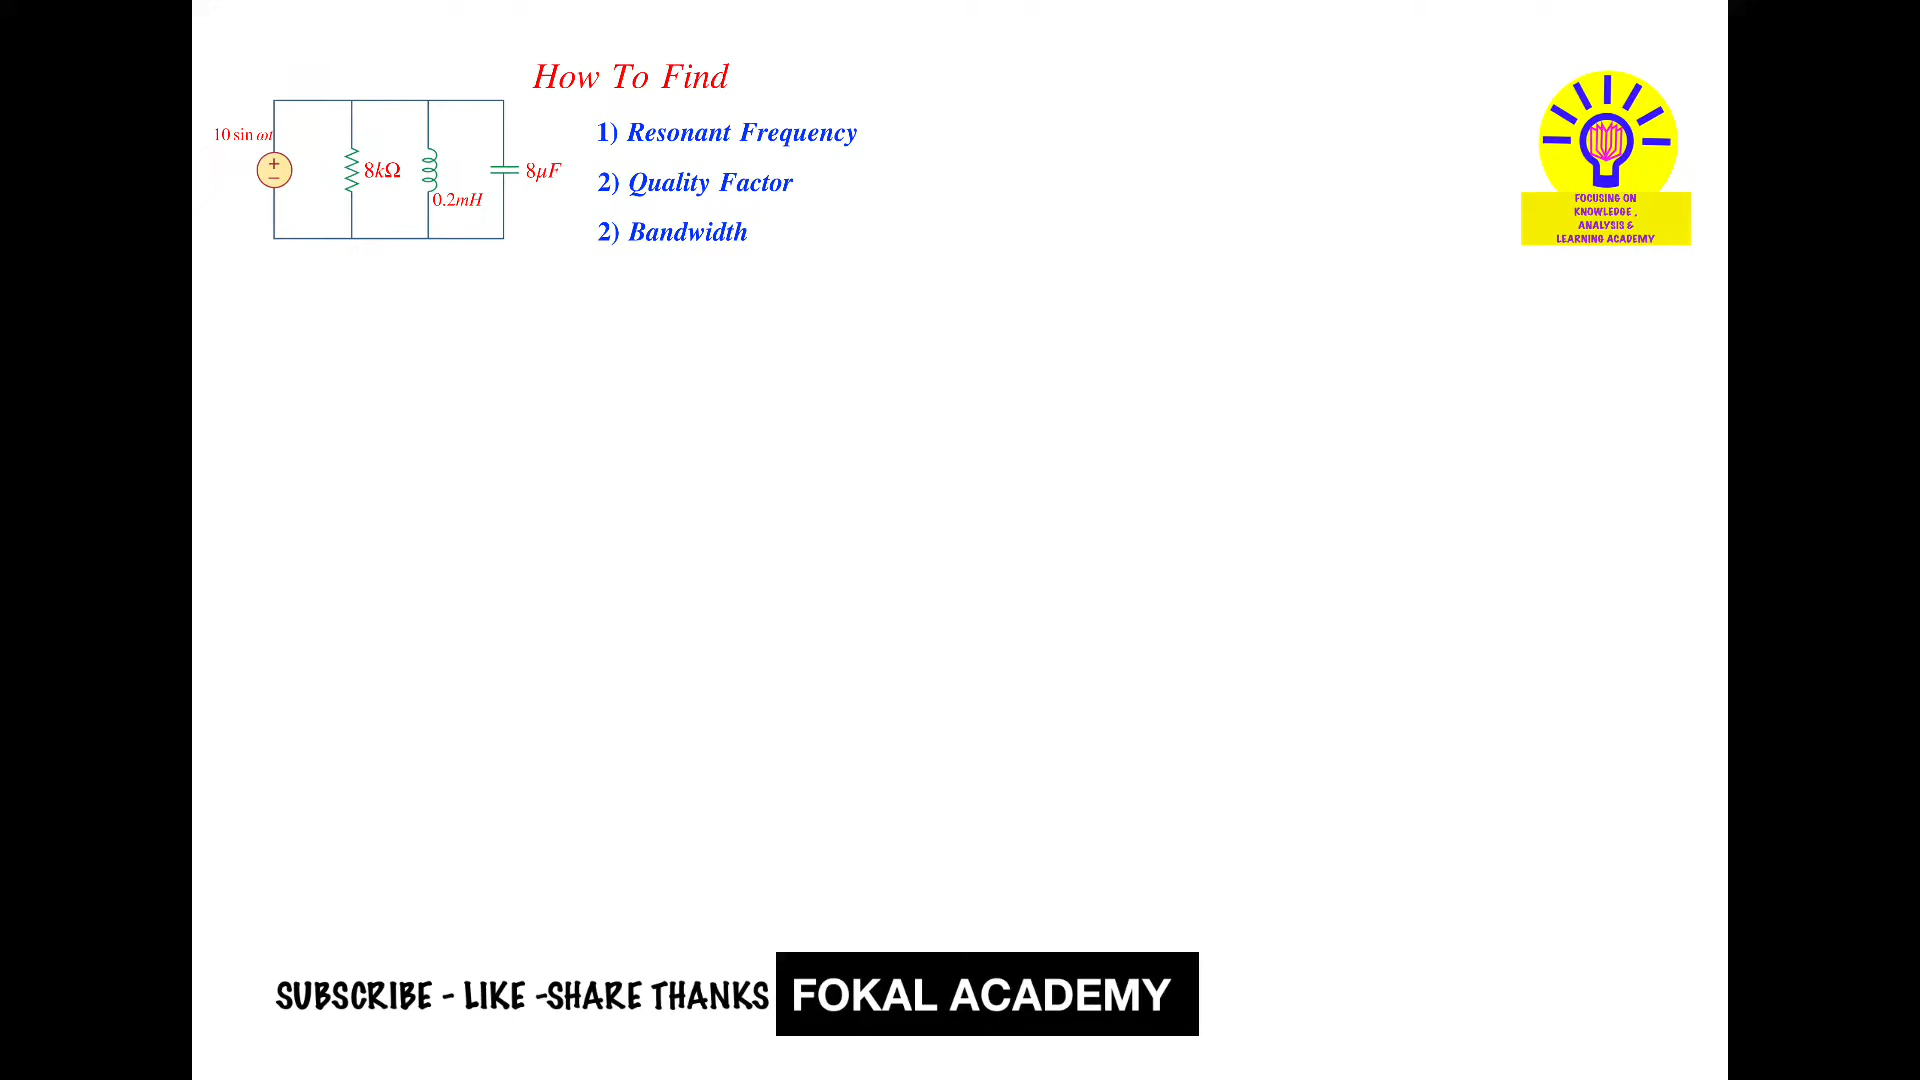 How To Find
10 sin ωt
+
−
8kΩ
0.2mH
8μF
1) Resonant Frequency
2) Quality Factor
2) Bandwidth
FOCUSING ON
KNOWLEDGE ,
ANALYSIS &
LEARNING ACADEMY
SUBSCRIBE - LIKE -SHARE THANKS FOKAL ACADEMY